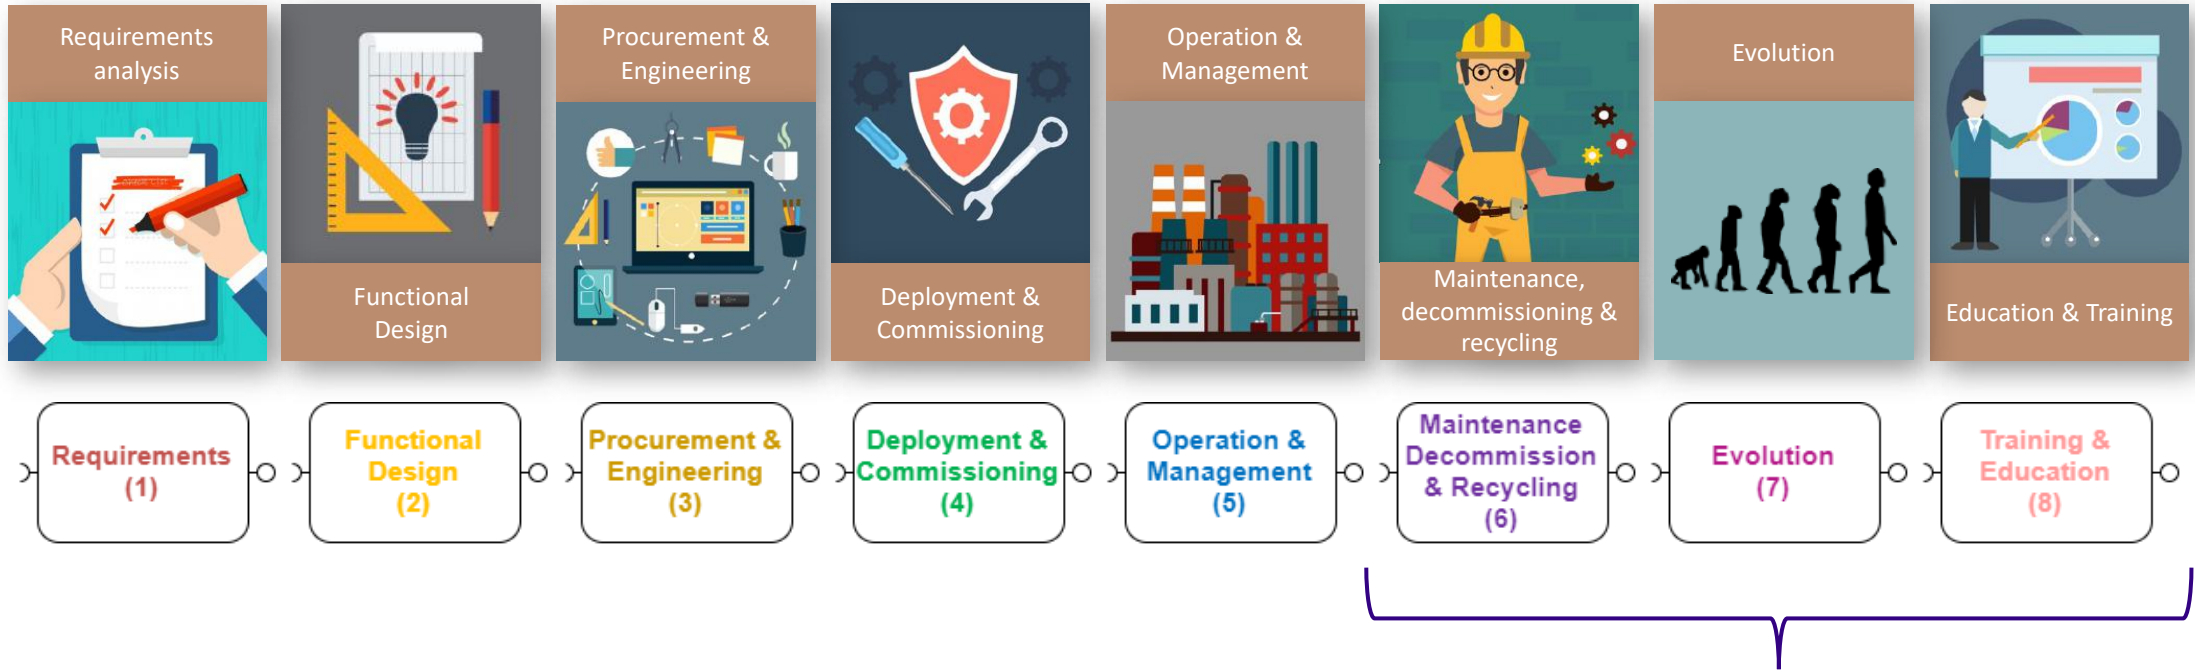 Requirements
analysis
Functional
Design
Procurement &
Engineering
Deployment &
Commissioning
Operation &
Management
Maintenance,
decommissioning &
recycling
Evolution
Education & Training
Requirements
(1)
Functional
Design
(2)
Procurement &
Engineering
(3)
Deployment &
Commissioning
(4)
Operation &
Management
(5)
Maintenance
Decommission
& Recycling
(6)
Evolution
(7)
Training &
Education
(8)